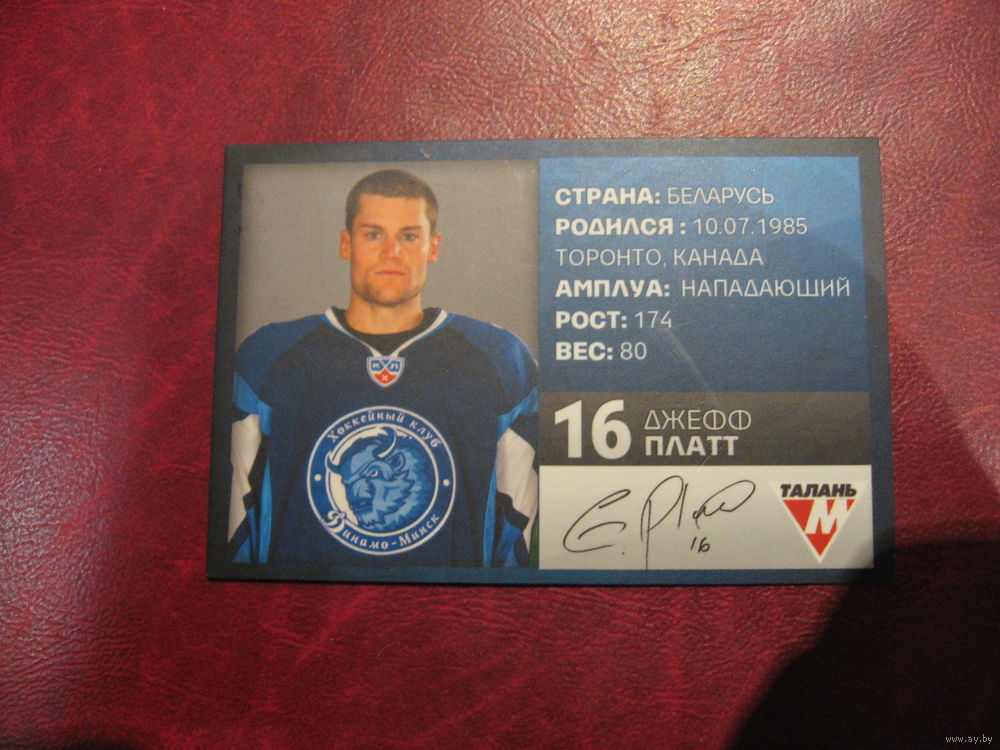 СТРАНА: БЕЛАРУСЬ
РОДИЛСЯ : 10.07.1985
ТОРОНТО, КАНАДА
АМПЛУА: НАПАДАЮЩИЙ
РОСТ: 174
ВЕС: 80
КХЛ
Хоккейный клуб
Динамо-Минск
16 ДЖЕФФ
ПЛАТТ
16
ТАЛАНЬ
М
www.ay.by